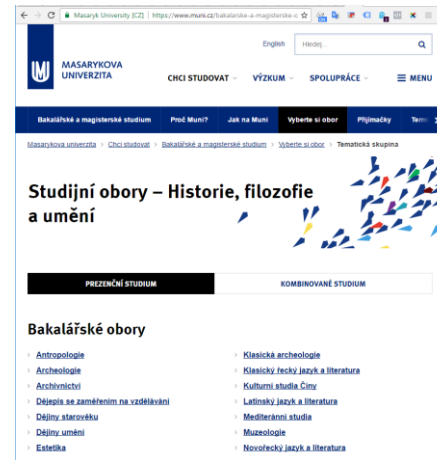 Masaryk University [CZ] | https://www.muni.cz/bakalarske-a-magisterske-
English
Hledej
MASARYKOVA
UNIVERZITA
CHCI STUDOVAT
VÝZKUM
SPOLUPRÁCE
MENU
Bakalářské a magisterské studium
Proč Muni?
Jak na Muni
Vyberte si obor
Přijímačky
Masarykova univerzita > Chci studovat > Bakalářské a magisterské studium > Vyberte si obor > Tematická skupina
Studijní obory – Historie, filozofie
a umění
PREZENČNÍ STUDIUM
KOMBINOVANÉ STUDIUM
Bakalářské obory
Antropologie
Archeologie
Archivnictví
Dějepis se zaměřením na vzdělávání
Dějiny starověku
Dějiny umění
Estetika
Klasická archeologie
Klasický řecký jazyk a literatura
Kulturní studia Číny
Latinský jazyk a literatura
Mediteránní studia
Muzeologie
Novořecký jazyk a literatura